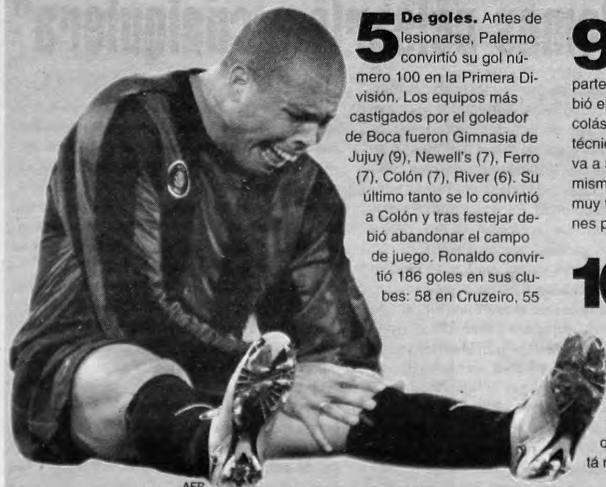 5 De goles. Antes de
lesionarse, Palermo
convirtió su gol nú-
mero 100 en la Primera Di-
visión. Los equipos más
castigados por el goleador
de Boca fueron Gimnasia de
Jujuy (9), Newell's (7), Ferro
(7), Colón (7), River (6). Su
último tanto se lo convirtió
a Colón y tras festejar de-
bió abandonar el campo
de juego. Ronaldo convir-
tió 186 goles en sus clu-
bes: 58 en Cruzeiro, 55
9
parte
bió e
colás
técnic
va a
mism
muy
nes p
10
tá
AFP